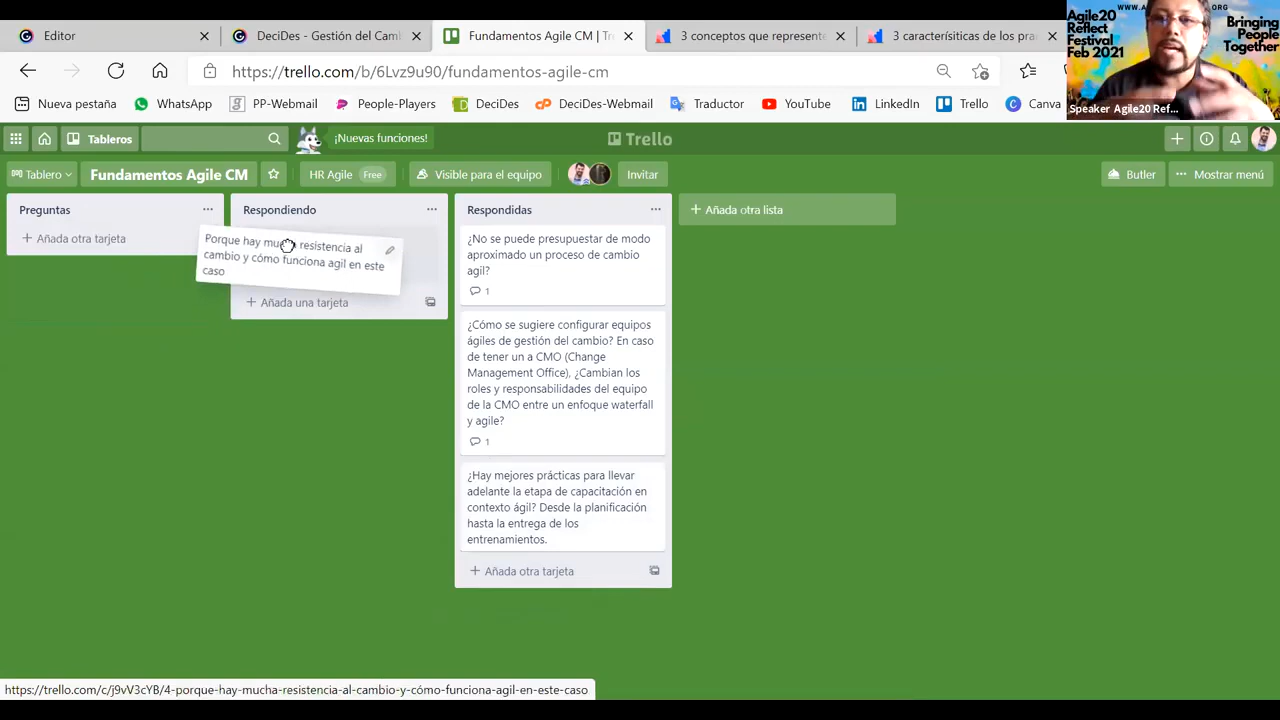 Editor
DeciDes - Gestión del Camb
Fundamentos Agile CM | Tre
3 conceptos que represente
3 caracterísiticas de los pra
https://trello.com/b/6Lvz9u90/fundamentos-agile-cm
Nueva pestaña
WhatsApp
PP-Webmail
People-Players
DeciDes
DeciDes-Webmail
Traductor
YouTube
LinkedIn
Trello
Canva
Agile20
Reflect
Festival
Feb 2021
Bringing
People
Together
Speaker Agile20 Ref...
Tableros
¡Nuevas funciones!
Trello
Tablero
Fundamentos Agile CM
HR Agile Free
Visible para el equipo
Invitar
Butler
Mostrar menú
Preguntas
Añada otra tarjeta
Respondiendo
Porque hay mucha resistencia al
cambio y cómo funciona agil en este
caso
Añada una tarjeta
Respondidas
¿No se puede presupuestar de modo
aproximado un proceso de cambio
agil?
1
¿Cómo se sugiere configurar equipos
ágiles de gestión del cambio? En caso
de tener un a CMO (Change
Management Office), ¿Cambian los
roles y responsabilidades del equipo
de la CMO entre un enfoque waterfall
y agile?
1
¿Hay mejores prácticas para llevar
adelante la etapa de capacitación en
contexto ágil? Desde la planificación
hasta la entrega de los
entrenamientos.
Añada otra tarjeta
Añada otra lista
https://trello.com/c/j9vV3cYB/4-porque-hay-mucha-resistencia-al-cambio-y-cómo-funciona-agil-en-este-caso